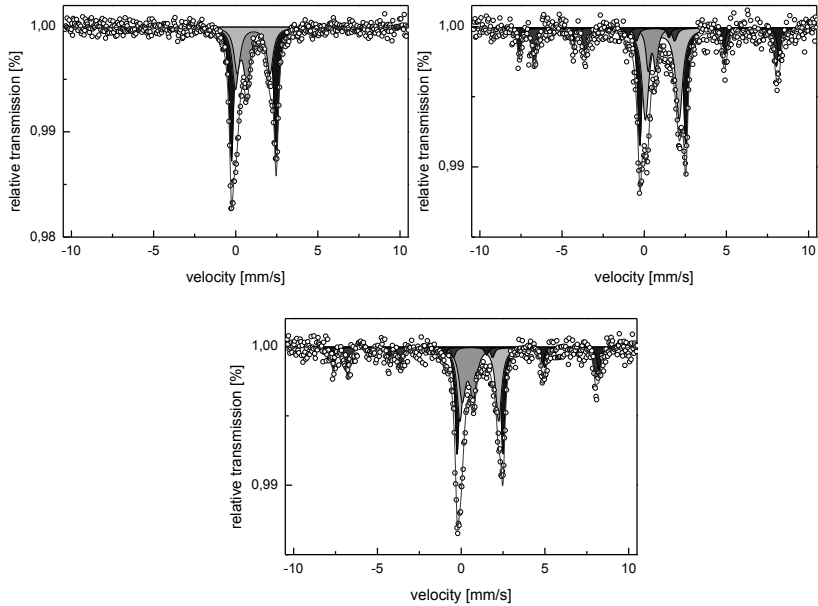 1,00
0,99
0,98
relative transmission [%]
-10 -5 0 5 10
velocity [mm/s]
1,00
0,99
relative transmission [%]
-10 -5 0 5 10
velocity [mm/s]
1,00
0,99
relative transmission [%]
-10 -5 0 5 10
velocity [mm/s]